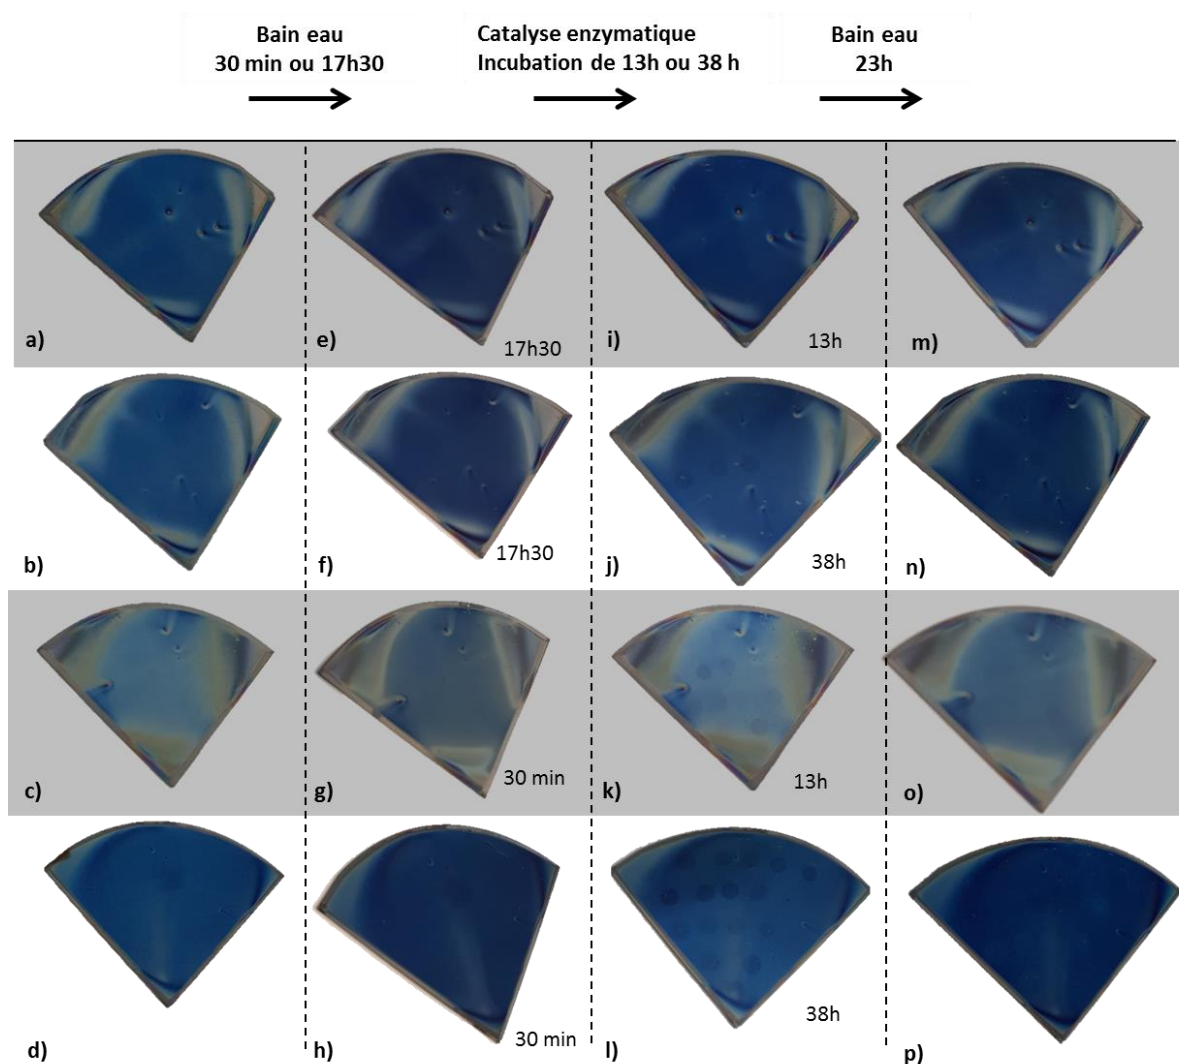 Bain eau
30 min ou 17h30
Catalyse enzymatique
Incubation de 13h ou 38 h
Bain eau
23h
a)
e)
17h30
i)
13h
m)
b)
f)
17h30
j)
38h
n)
c)
g)
30 min
k)
13h
o)
d)
h)
30 min
l)
38h
p)